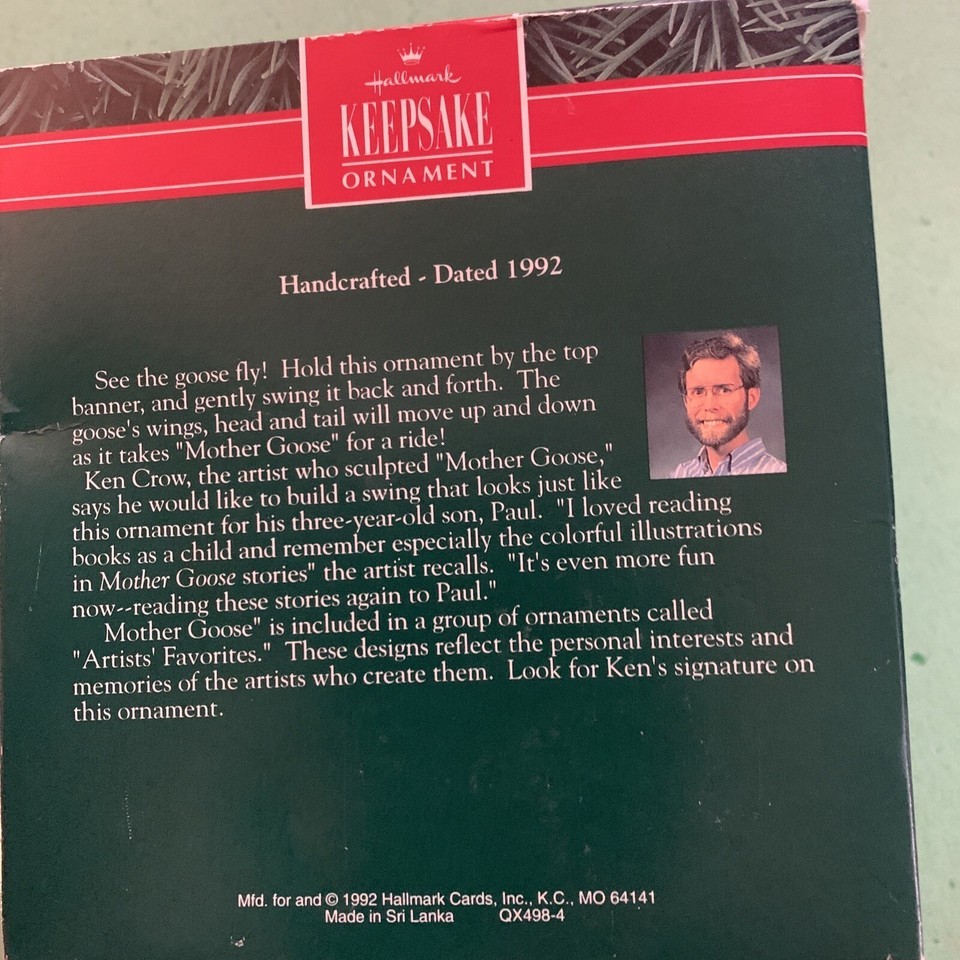 Hallmark
KEEPSAKE
ORNAMENT
Handcrafted - Dated 1992
See the goose fly! Hold this ornament by the top
banner, and gently swing it back and forth. The
goose's wings, head and tail will move up and down
as it takes "Mother Goose" for a ride!
Ken Crow, the artist who sculpted "Mother Goose,"
says he would like to build a swing that looks just like
this ornament for his three-year-old son, Paul. "I loved reading
books as a child and remember especially the colorful illustrations
in Mother Goose stories" the artist recalls. "It's even more fun
now--reading these stories again to Paul."
Mother Goose" is included in a group of ornaments called
"Artists' Favorites." These designs reflect the personal interests and
memories of the artists who create them. Look for Ken's signature on
this ornament.
Mfd. for and © 1992 Hallmark Cards, Inc., K.C., MO 64141
Made in Sri Lanka QX498-4